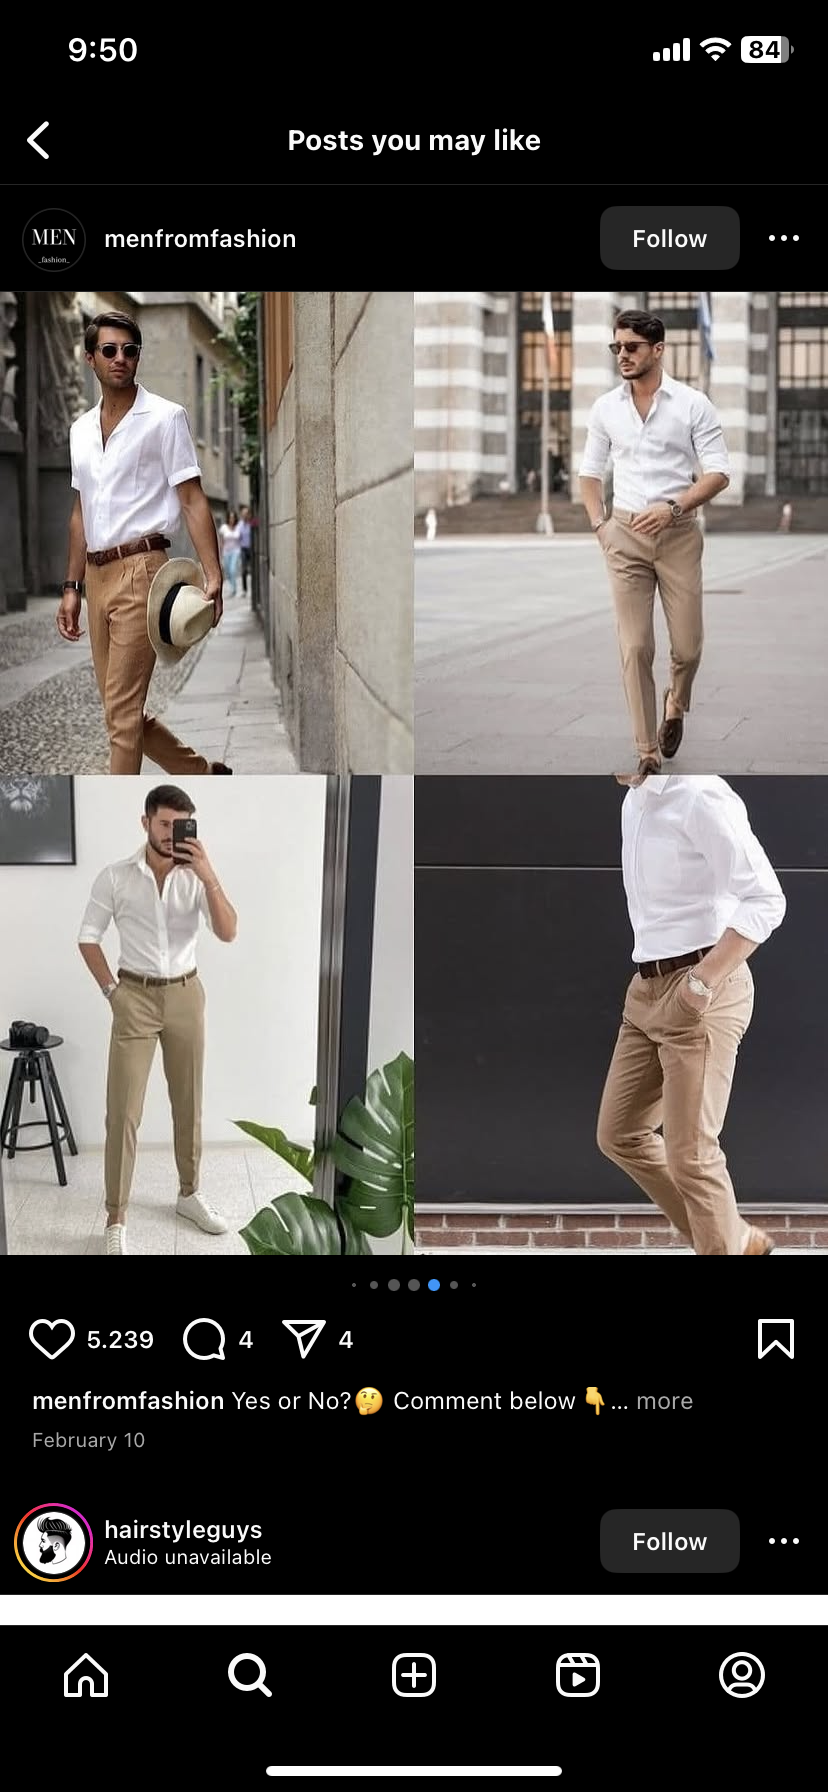 9:50
84
Posts you may like
MEN
_fashion_
menfromfashion
Follow
5.239
4
4
menfromfashion Yes or No?🤔 Comment below 👇... more
February 10
hairstyleguys
Audio unavailable
Follow